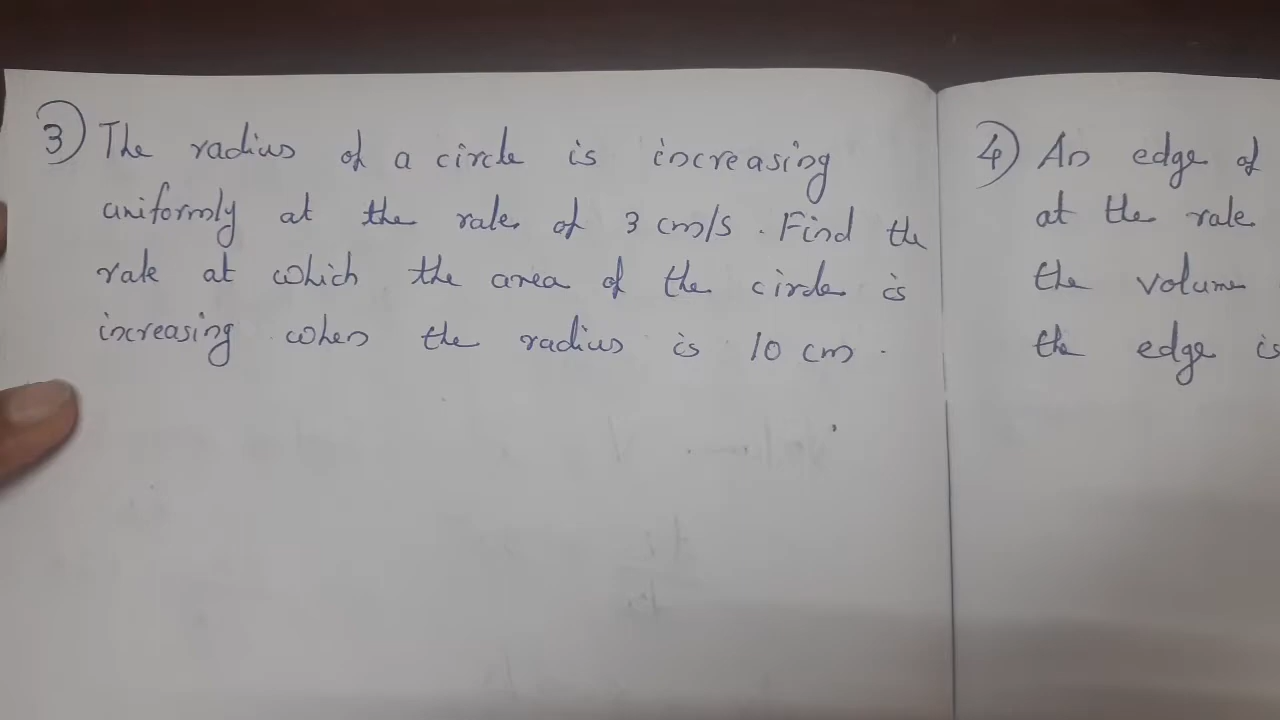 3) The radius of a circle is increasing
uniformly at the rate of 3 cm/s. Find the
rate at which the area of the circle is
increasing when the radius is 10 cm.
4) An edge of
at the rate
the volume
the edge is